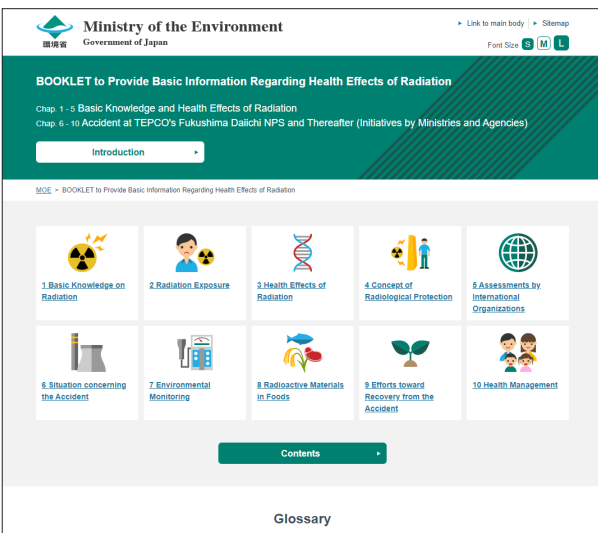 Ministry of the Environment
Government of Japan
環境省
Link to main body
Sitemap
Font Size S M L
BOOKLET to Provide Basic Information Regarding Health Effects of Radiation
Chap. 1 - 5 Basic Knowledge and Health Effects of Radiation
Chap. 6 - 10 Accident at TEPCO's Fukushima Daiichi NPS and Thereafter (Initiatives by Ministries and Agencies)
Introduction
MOE > BOOKLET to Provide Basic Information Regarding Health Effects of Radiation
1 Basic Knowledge on
Radiation
2 Radiation Exposure
3 Health Effects of
Radiation
4 Concept of
Radiological Protection
5 Assessments by
International
Organizations
6 Situation concerning
the Accident
7 Environmental
Monitoring
8 Radioactive Materials
in Foods
9 Efforts toward
Recovery from the
Accident
10 Health Management
Contents
Glossary